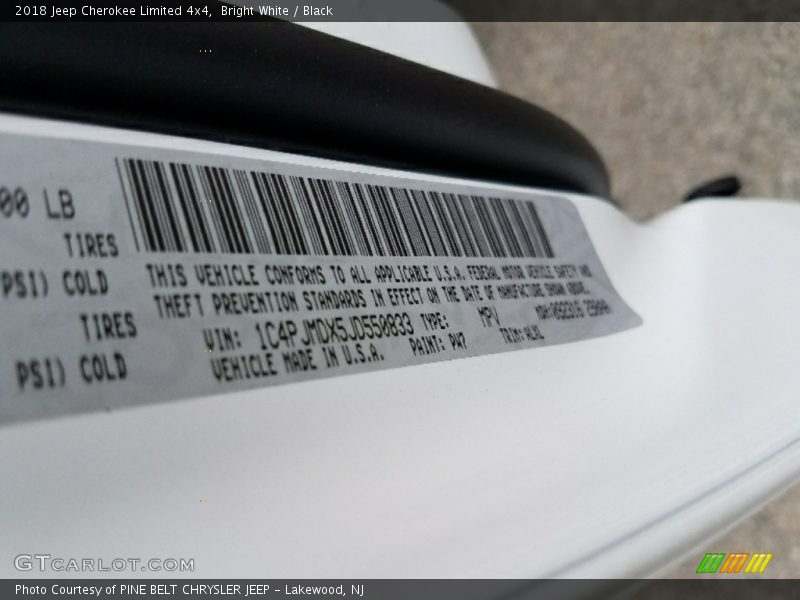 2018 Jeep Cherokee Limited 4x4,  Bright White / Black
00 LB
TIRES
PSI) COLD
TIRES
PSI) COLD
THIS VEHICLE CONFORMS TO ALL APPLICABLE U.S.A. FEDERAL MOTOR VEHICLE SAFETY AND
THEFT PREVENTION STANDARDS IN EFFECT ON THE DATE OF MANUFACTURE SHOWN ABOVE.
VIN: 1C4PJMDX5JD550833 TYPE: MPV
VEHICLE MADE IN U.S.A. PAINT: PW7 TRIM: ALX1
GTCARLOT.COM
Photo Courtesy of PINE BELT CHRYSLER JEEP – Lakewood, NJ